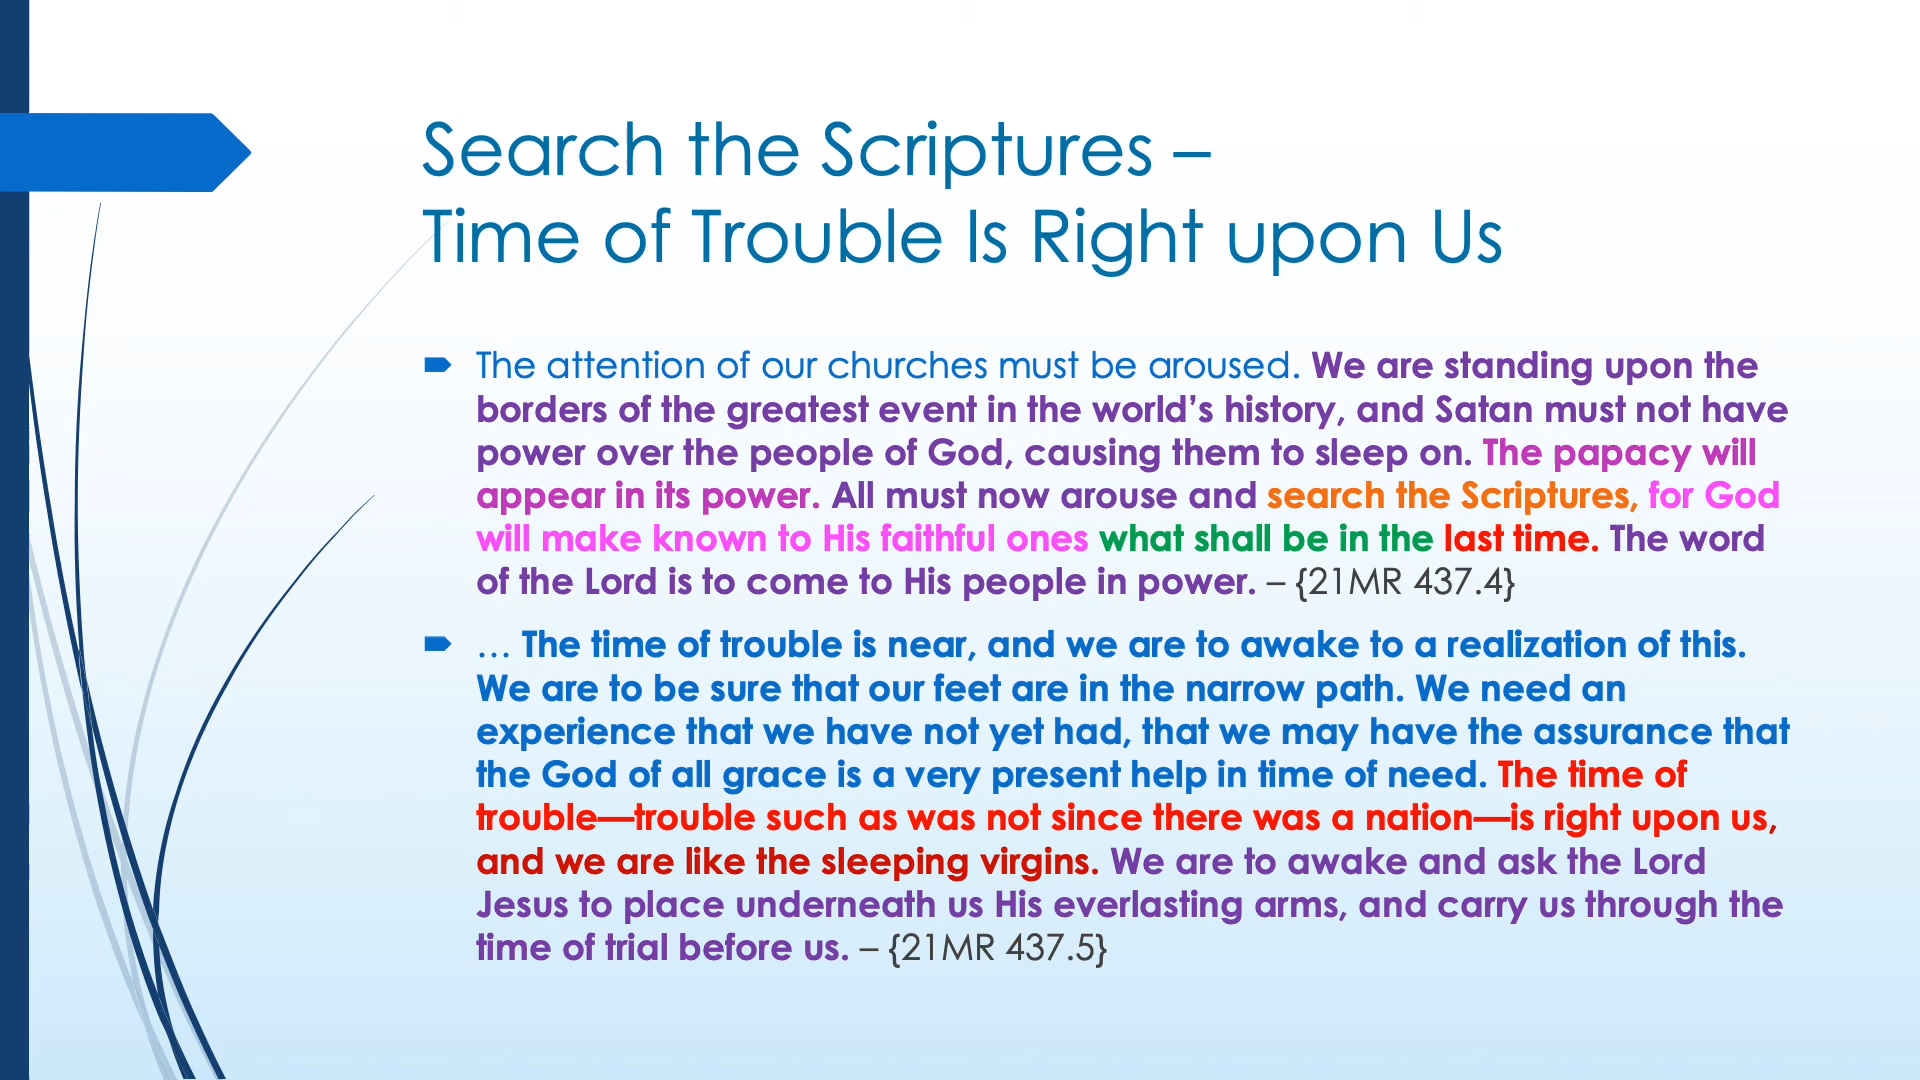 Search the Scriptures –
Time of Trouble Is Right upon Us
The attention of our churches must be aroused. We are standing upon the
borders of the greatest event in the world’s history, and Satan must not have
power over the people of God, causing them to sleep on. The papacy will
appear in its power. All must now arouse and search the Scriptures, for God
will make known to His faithful ones what shall be in the last time. The word
of the Lord is to come to His people in power. – {21MR 437.4}
… The time of trouble is near, and we are to awake to a realization of this.
We are to be sure that our feet are in the narrow path. We need an
experience that we have not yet had, that we may have the assurance that
the God of all grace is a very present help in time of need. The time of
trouble—trouble such as was not since there was a nation—is right upon us,
and we are like the sleeping virgins. We are to awake and ask the Lord
Jesus to place underneath us His everlasting arms, and carry us through the
time of trial before us. – {21MR 437.5}